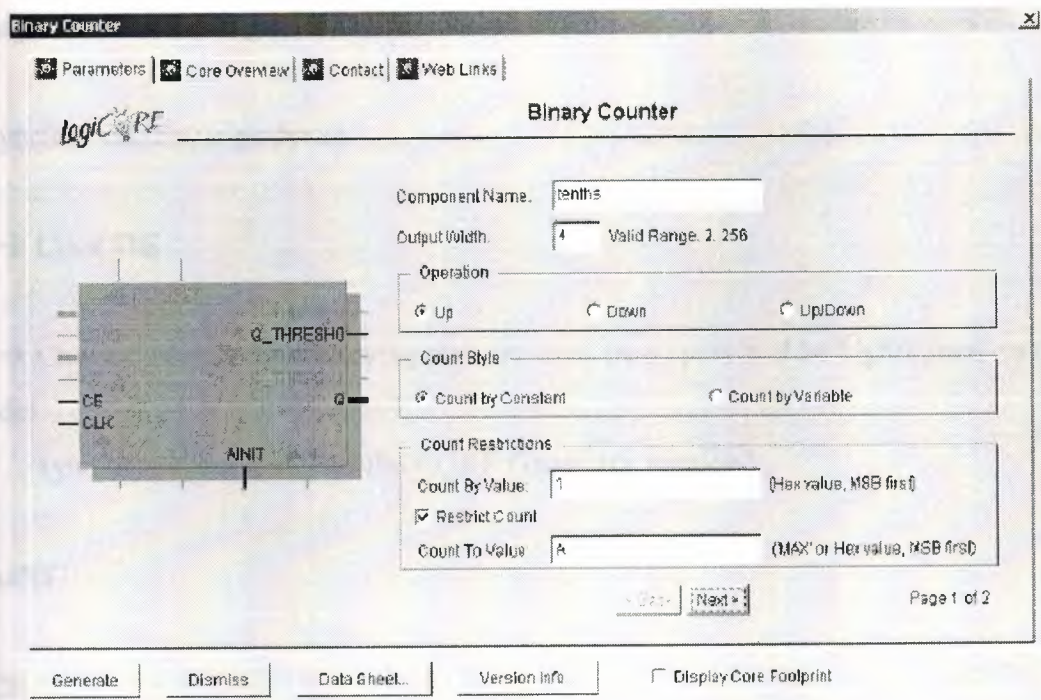 Binary Counter
Parameters Core Overview Contact Web Links
LogiCORE
Binary Counter
Component Name: tenths
Output Width: 4 Valid Range: 2..256
Operation
Up Down Up/Down
Count Style
Count by Constant Count by Variable
Q_THRESH0
CE
Q
CLK
AINIT
Count Restrictions
Count By Value: 1 (Hex value, MSB first)
Restrict Count
Count To Value A ('MAX' or Hex value, MSB first)
< Back Next >
Page 1 of 2
Generate Dismiss Data Sheet... Version Info Display Core Footprint